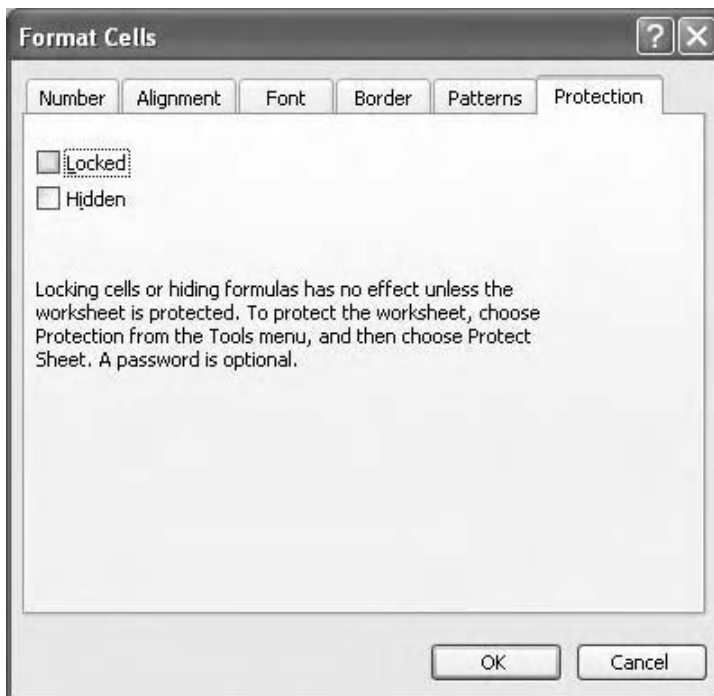 Format Cells
?
Number Alignment Font Border Patterns Protection
Locked
Hidden
Locking cells or hiding formulas has no effect unless the
worksheet is protected. To protect the worksheet, choose
Protection from the Tools menu, and then choose Protect
Sheet. A password is optional.
OK Cancel